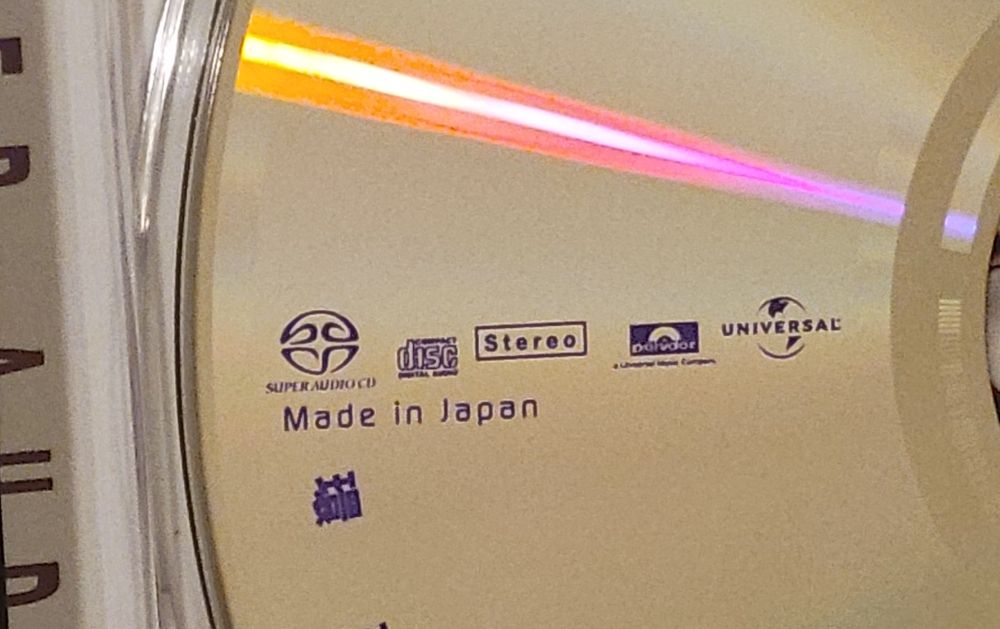 SUPER AUDIO CD
COMPACT disc DIGITAL AUDIO
Stereo
polydor
a Universal Music Company
UNIVERSAL
Made in Japan